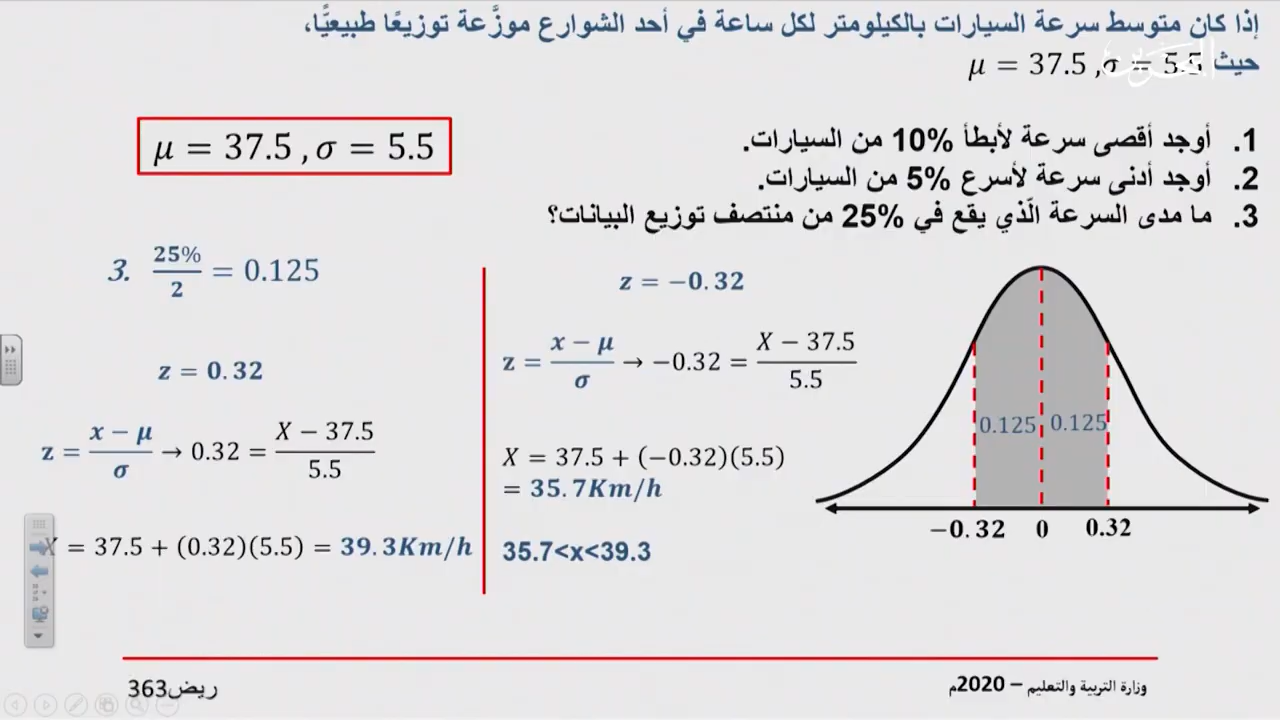 إذا كان متوسط سرعة السيارات بالكيلومتر لكل ساعة في أحد الشوارع موزَّعة توزيعًا طبيعيًّا،
حيث μ = 37.5 ,σ = 5.5
μ = 37.5 ,σ = 5.5
1. أوجد أقصى سرعة لأبطأ 10% من السيارات.
2. أوجد أدنى سرعة لأسرع 5% من السيارات.
3. ما مدى السرعة الّذي يقع في 25% من منتصف توزيع البيانات؟
3. 25%/2 = 0.125
z = 0.32
z = (x − μ)/σ → 0.32 = (X − 37.5)/5.5
X = 37.5 + (0.32)(5.5) = 39.3Km/h
z = −0.32
z = (x − μ)/σ → −0.32 = (X − 37.5)/5.5
X = 37.5 + (−0.32)(5.5)
= 35.7Km/h
35.7<x<39.3
0.125 0.125
−0.32 0 0.32
وزارة التربية والتعليم – 2020م
ريض363